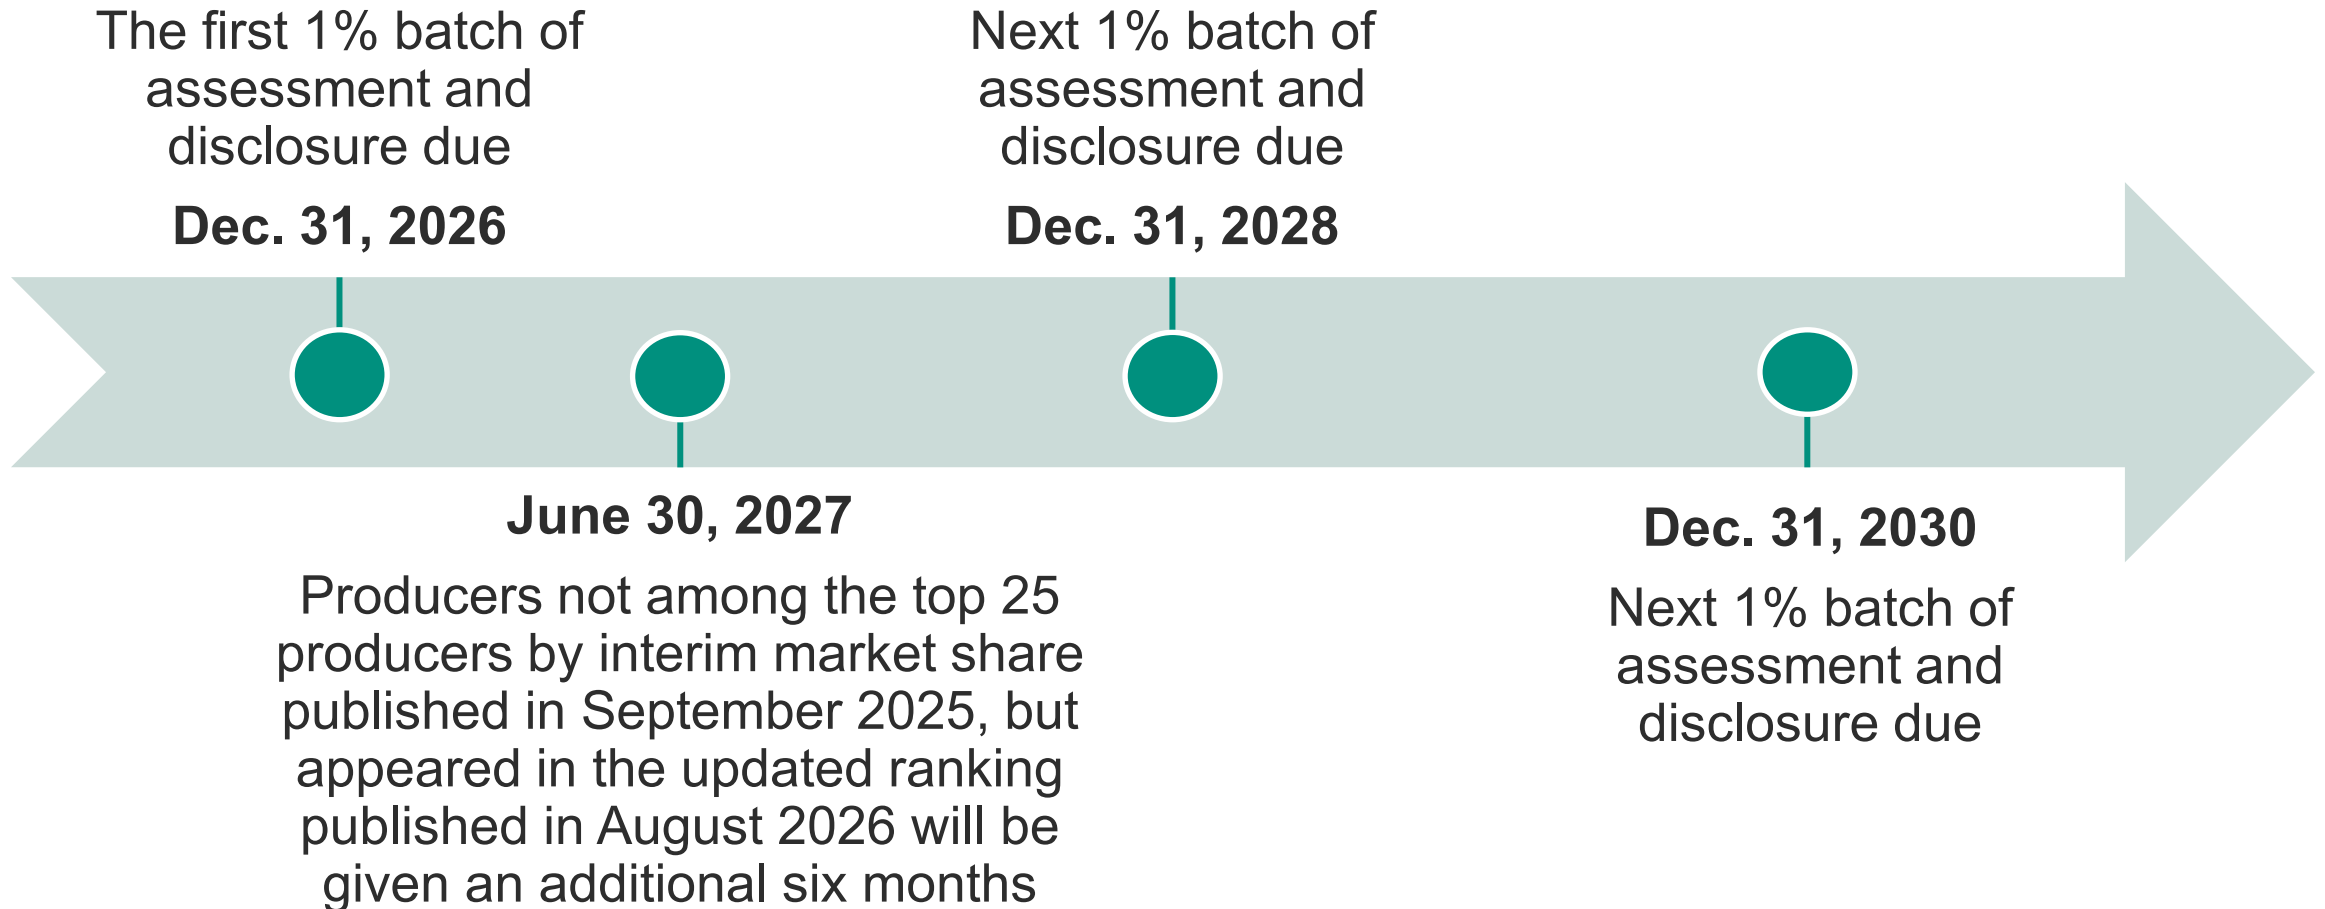 The first 1% batch of
assessment and
disclosure due
Dec. 31, 2026
Next 1% batch of
assessment and
disclosure due
Dec. 31, 2028
June 30, 2027
Producers not among the top 25
producers by interim market share
published in September 2025, but
appeared in the updated ranking
published in August 2026 will be
given an additional six months
Dec. 31, 2030
Next 1% batch of
assessment and
disclosure due